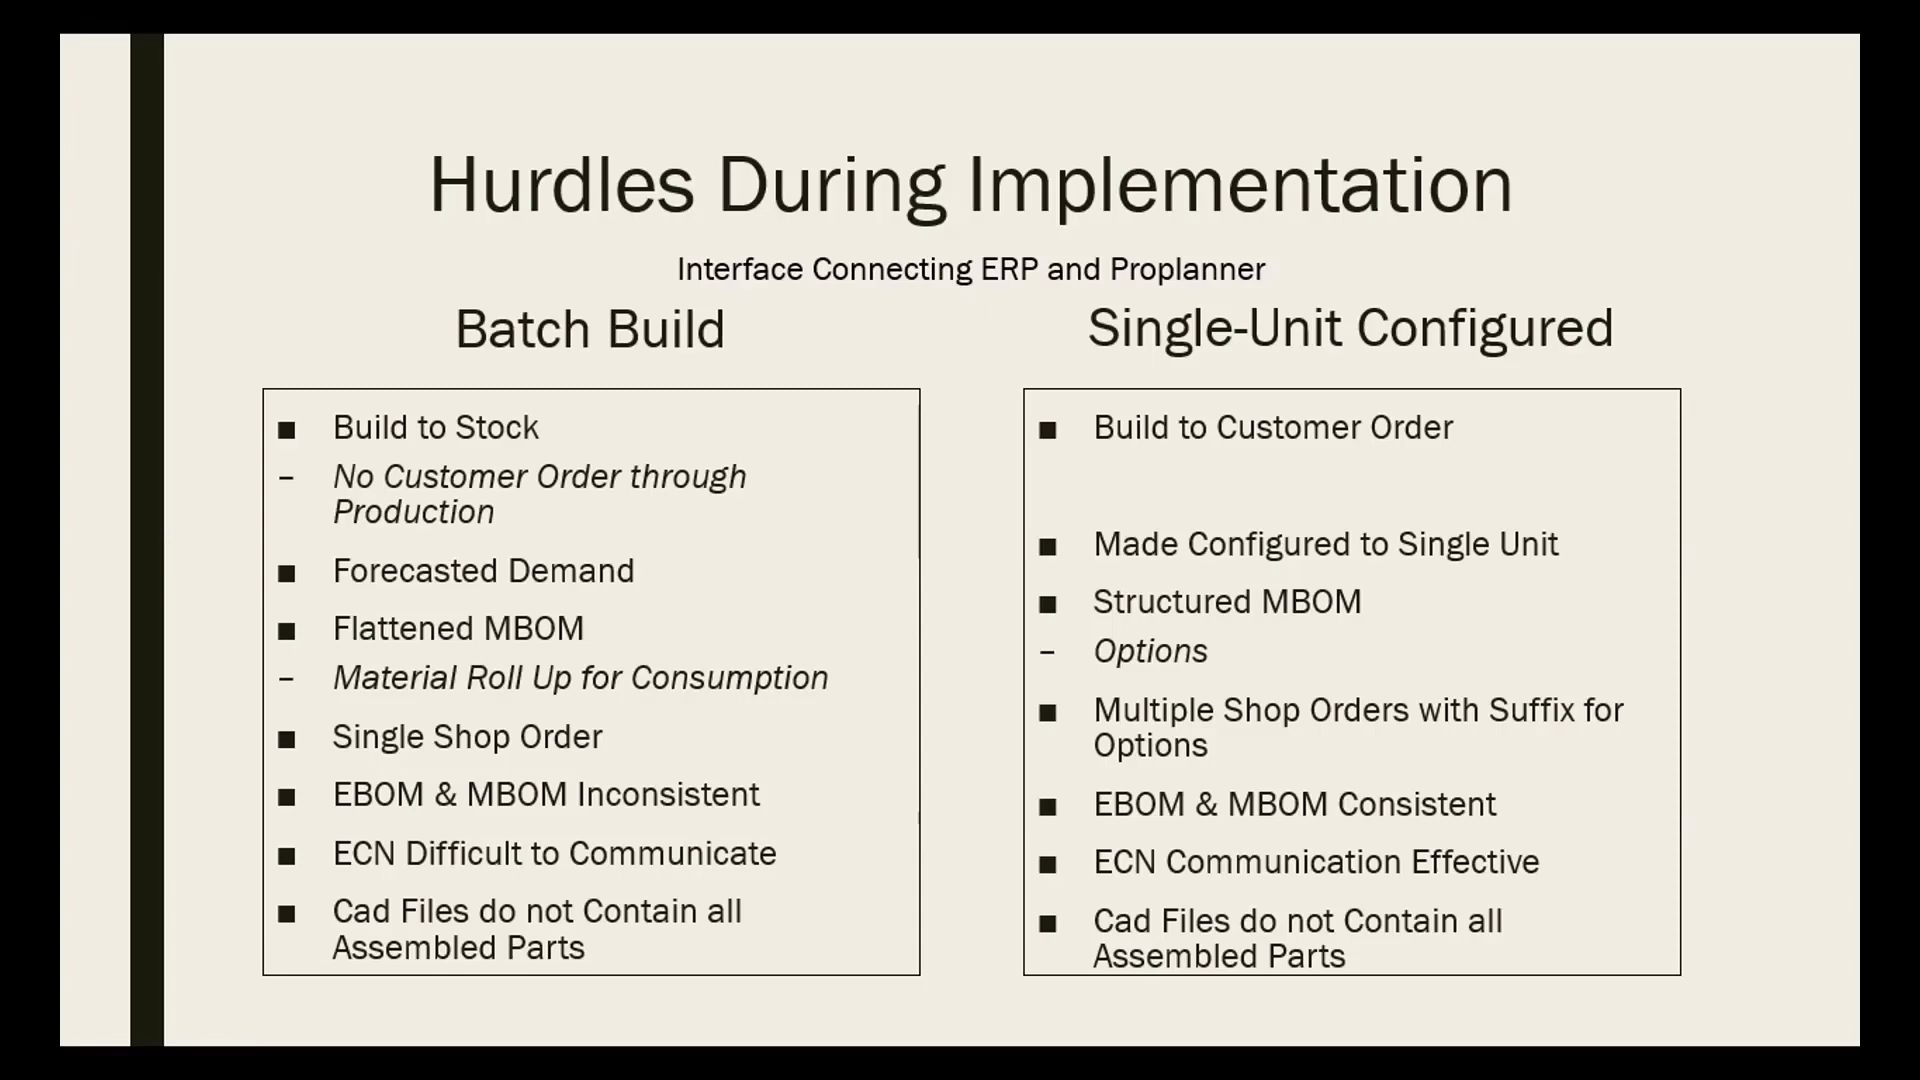 Hurdles During Implementation
Interface Connecting ERP and Proplanner
Batch Build
■ Build to Stock
– No Customer Order through
Production
■ Forecasted Demand
■ Flattened MBOM
– Material Roll Up for Consumption
■ Single Shop Order
■ EBOM & MBOM Inconsistent
■ ECN Difficult to Communicate
■ Cad Files do not Contain all
Assembled Parts
Single-Unit Configured
■ Build to Customer Order
■ Made Configured to Single Unit
■ Structured MBOM
– Options
■ Multiple Shop Orders with Suffix for
Options
■ EBOM & MBOM Consistent
■ ECN Communication Effective
■ Cad Files do not Contain all
Assembled Parts